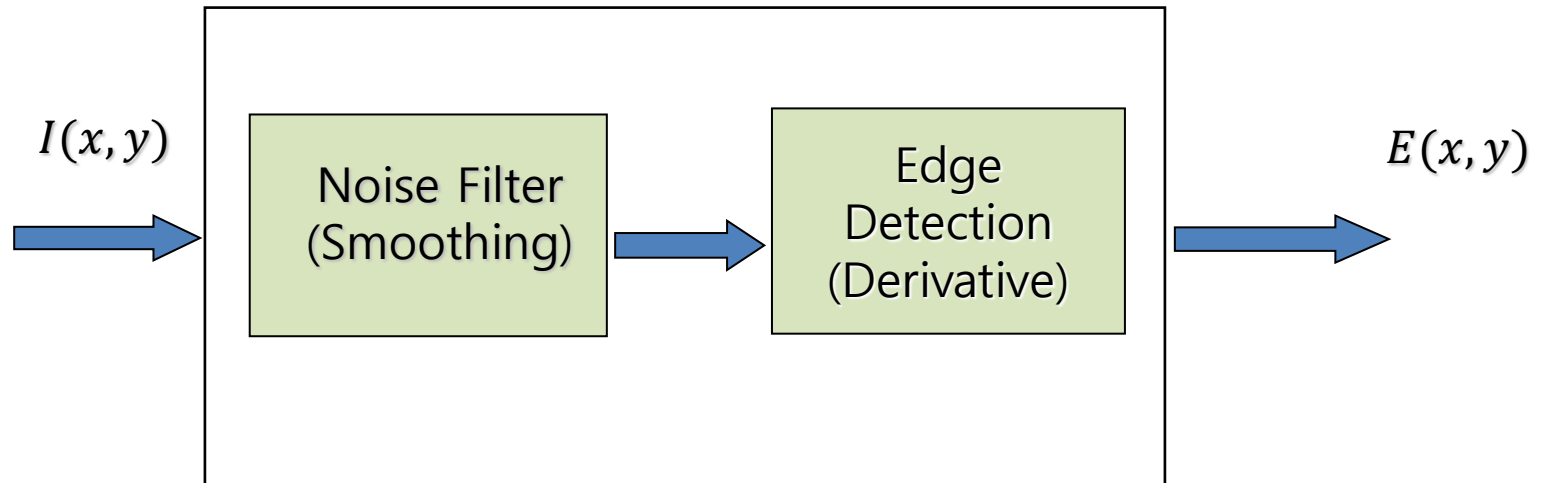 I(x, y)
Noise Filter
(Smoothing)
Edge
Detection
(Derivative)
E(x, y)